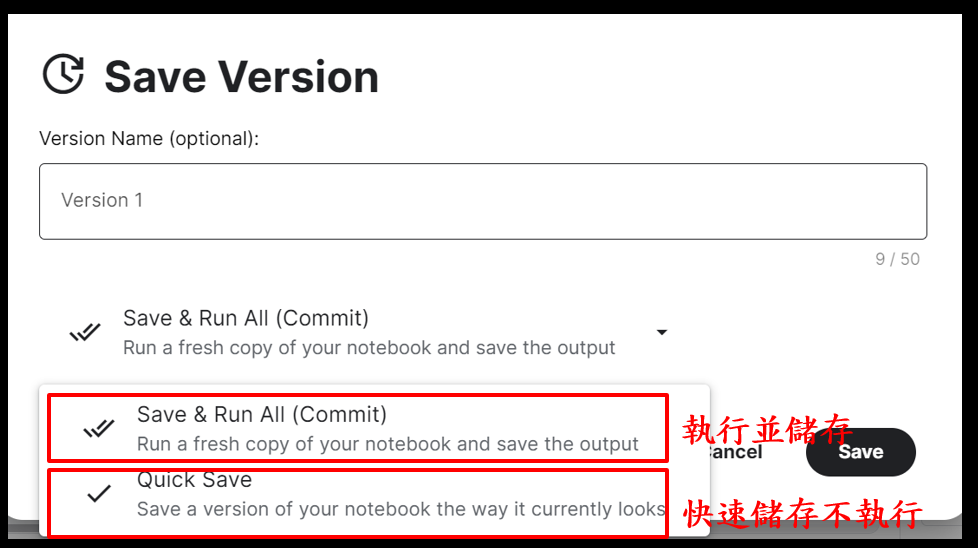 Save Version
Version Name (optional):
Version 1
9 / 50
Save & Run All (Commit)
Run a fresh copy of your notebook and save the output
Save & Run All (Commit)
Run a fresh copy of your notebook and save the output
執行並儲存
ancel
Save
Quick Save
Save a version of your notebook the way it currently looks
快速儲存不執行